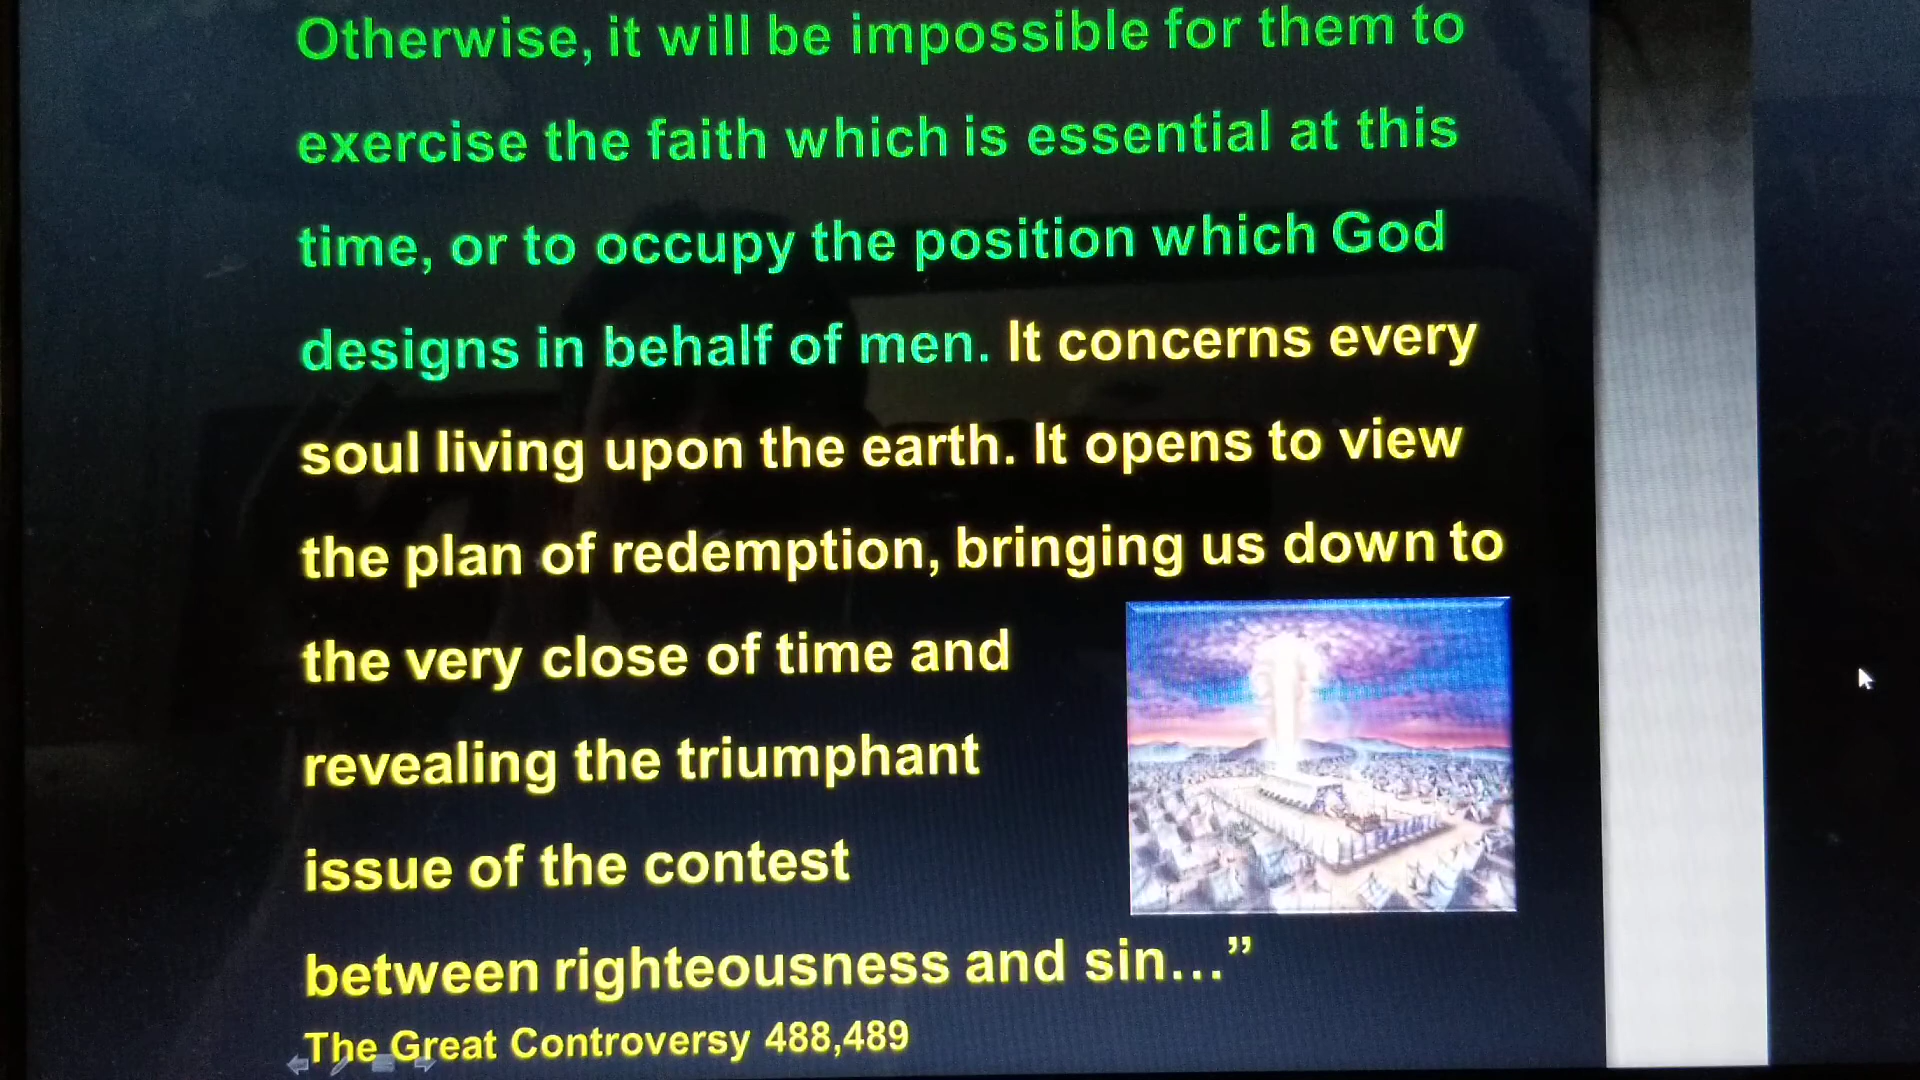 Otherwise, it will be impossible for them to
exercise the faith which is essential at this
time, or to occupy the position which God
designs in behalf of men. It concerns every
soul living upon the earth. It opens to view
the plan of redemption, bringing us down to
the very close of time and
revealing the triumphant
issue of the contest
between righteousness and sin…”
The Great Controversy 488,489